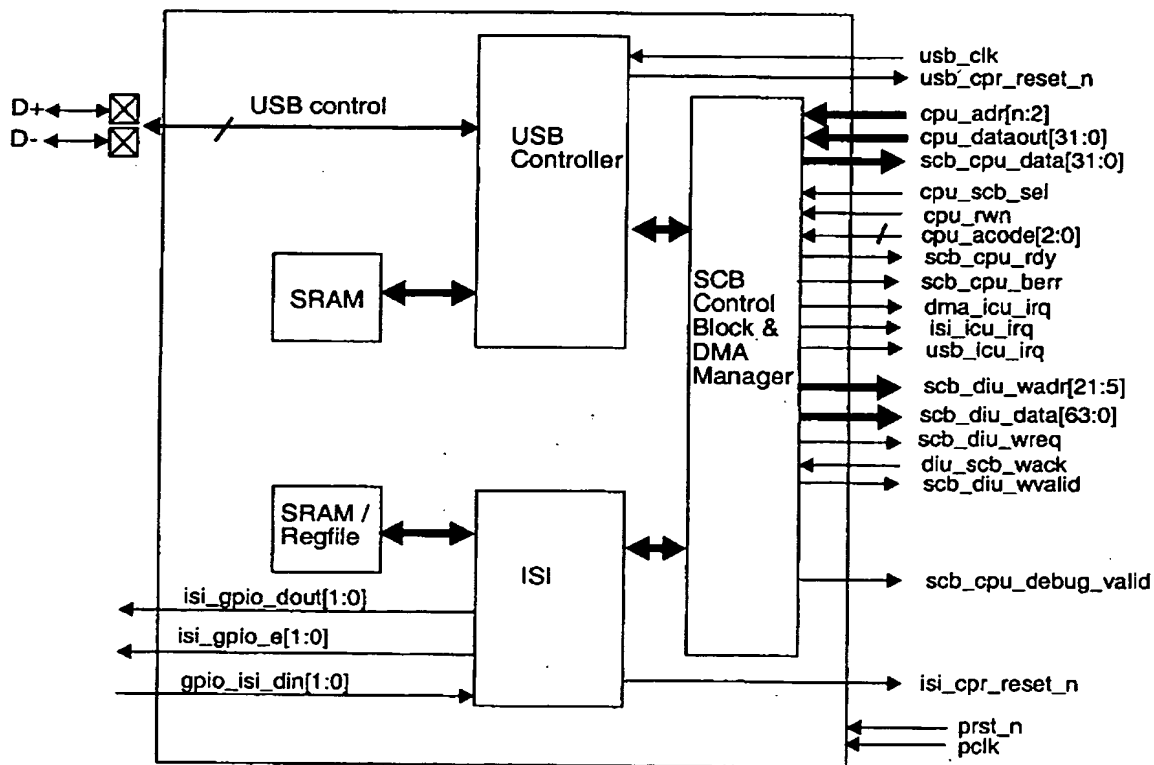 usb_clk
usb_cpr_reset_n
D+
USB control
D-
USB
Controller
cpu_adr[n:2]
cpu_dataout[31:0]
scb_cpu_data[31:0]
cpu_scb_sel
cpu_rwn
cpu_acode[2:0]
scb_cpu_rdy
scb_cpu_berr
dma_icu_irq
isi_icu_irq
usb_icu_irq
SRAM
SCB
Control
Block &
DMA
Manager
scb_diu_wadr[21:5]
scb_diu_data[63:0]
scb_diu_wreq
diu_scb_wack
scb_diu_wvalid
SRAM /
Regfile
ISI
scb_cpu_debug_valid
isi_gpio_dout[1:0]
isi_gpio_e[1:0]
gpio_isi_din[1:0]
isi_cpr_reset_n
prst_n
pclk